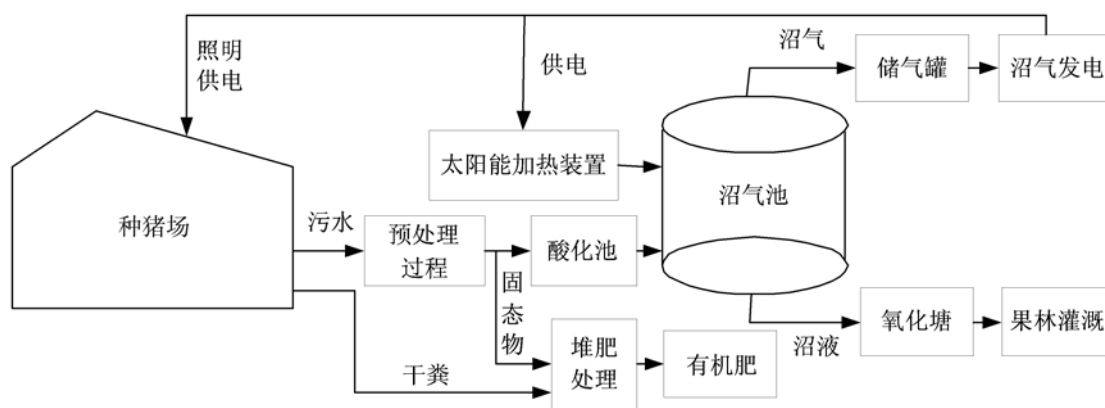 照明
供电
供电
沼气
储气罐
沼气发电
太阳能加热装置
沼气池
种猪场
污水
预处理
过程
酸化池
固态物
沼液
氧化塘
果林灌溉
干粪
堆肥
处理
有机肥